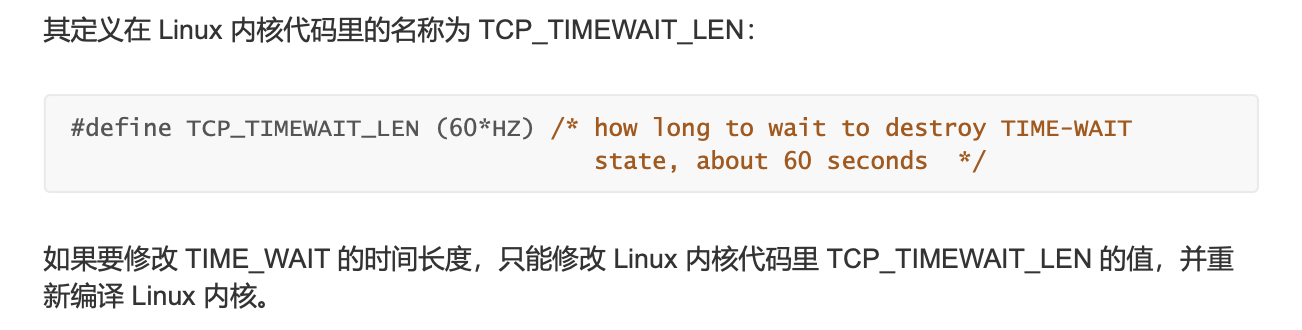 其定义在 Linux 内核代码里的名称为 TCP_TIMEWAIT_LEN：
#define TCP_TIMEWAIT_LEN (60*HZ) /* how long to wait to destroy TIME-WAIT
state, about 60 seconds  */
如果要修改 TIME_WAIT 的时间长度，只能修改 Linux 内核代码里 TCP_TIMEWAIT_LEN 的值，并重
新编译 Linux 内核。